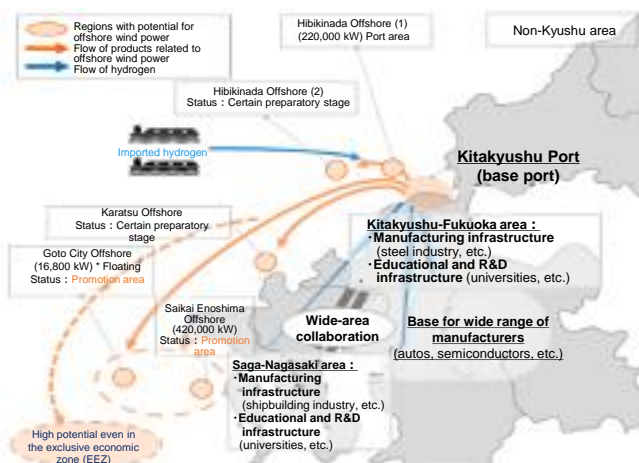 Regions with potential for
offshore wind power
Flow of products related to
offshore wind power
Flow of hydrogen
Hibikinada Offshore (1)
(220,000 kW) Port area
Non-Kyushu area
Hibikinada Offshore (2)
Status : Certain preparatory stage
Imported hydrogen
Kitakyushu Port
(base port)
Karatsu Offshore
Status : Certain preparatory
stage
Goto City Offshore
(16,800 kW) * Floating
Status : Promotion area
Kitakyushu-Fukuoka area :
・Manufacturing infrastructure
(steel industry, etc.)
・Educational and R&D
infrastructure (universities, etc.)
Saikai Enoshima
Offshore
(420,000 kW)
Status : Promotion
area
Wide-area
collaboration
Base for wide range of
manufacturers
(autos, semiconductors, etc.)
Saga-Nagasaki area :
・Manufacturing
infrastructure
(shipbuilding industry, etc.)
・Educational and R&D
infrastructure
(universities, etc.)
High potential even in
the exclusive economic
zone (EEZ)